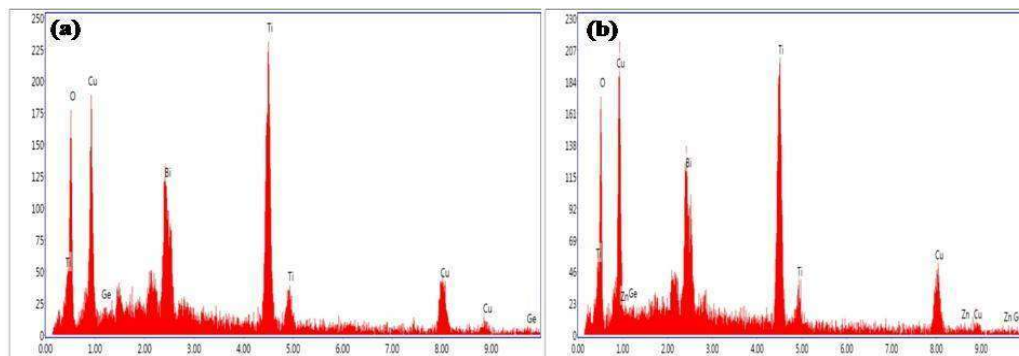 (a)
250
225
200
175
150
125
100
75
50
25
0
Ti
O
Cu
Ge
Bi
Ti
Ti
Cu
Cu
Ge
0.00 1.00 2.00 3.00 4.00 5.00 6.00 7.00 8.00 9.00
(b)
230
207
184
161
138
115
92
69
46
23
0
Ti
O
Cu
Zn Ge
Bi
Ti
Ti
Cu
Zn Cu
Zn G
0.00 1.00 2.00 3.00 4.00 5.00 6.00 7.00 8.00 9.00